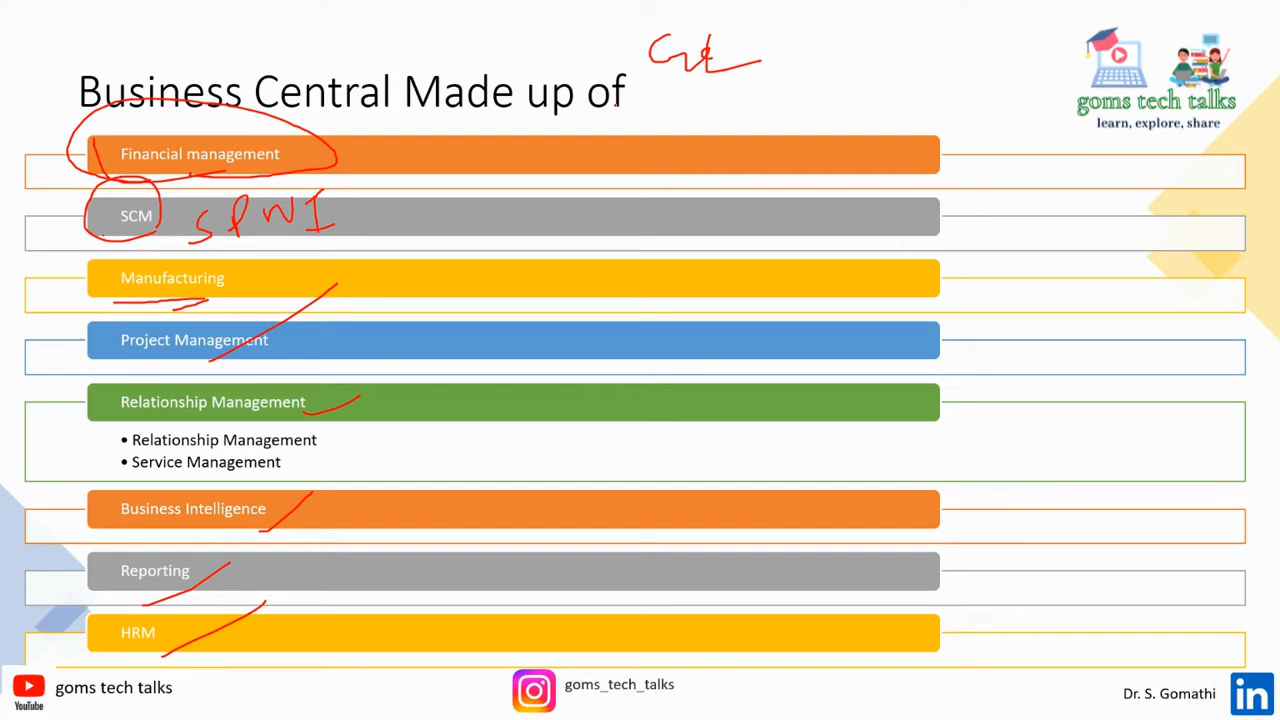 Business Central Made up of
goms tech talks
learn, explore, share
Financial management
SCM S P W I
Manufacturing
Project Management
Relationship Management
• Relationship Management
• Service Management
Business Intelligence
Reporting
HRM
YouTube
goms tech talks
goms_tech_talks
Dr. S. Gomathi
in